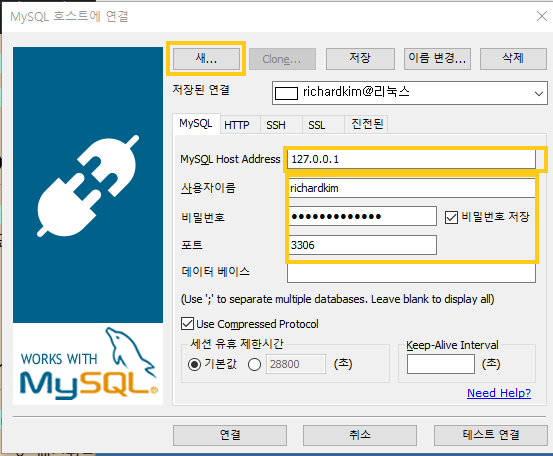 MySQL 호스트에 연결
새... Clone... 저장 이름 변경... 삭제
저장된 연결 richardkim@리눅스
MySQL HTTP SSH SSL 진전된
MySQL Host Address 127.0.0.1
사용자이름 richardkim
비밀번호 ●●●●●●●●●●●●● 비밀번호 저장
포트 3306
데이터 베이스
(Use ';' to separate multiple databases. Leave blank to display all)
Use Compressed Protocol
세션 유휴 제한시간 Keep-Alive Interval
기본값 28800 (초) (초)
Need Help?
WORKS WITH
MySQL®
연결 취소 테스트 연결